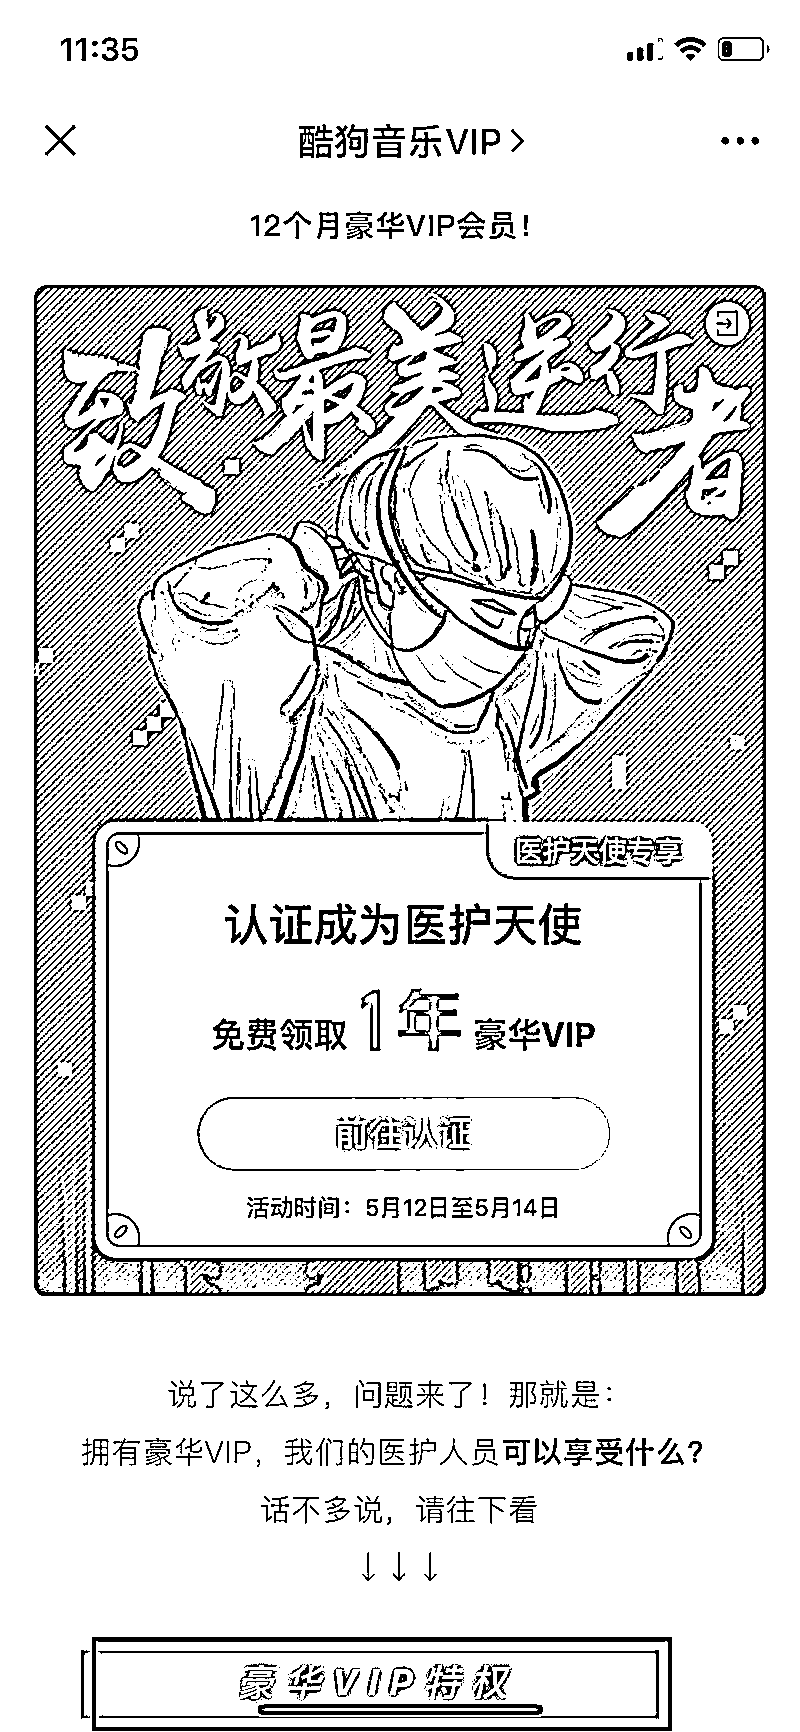 11:35
酷狗音乐VIP
12个月豪华VIP会员！
致敬最美逆行者
医护天使专享
认证成为医护天使
免费领取1年豪华VIP
前往认证
活动时间：5月12日至5月14日
说了这么多，问题来了！那就是：
拥有豪华VIP，我们的医护人员可以享受什么？
话不多说，请往下看
↓↓↓
豪华VIP特权